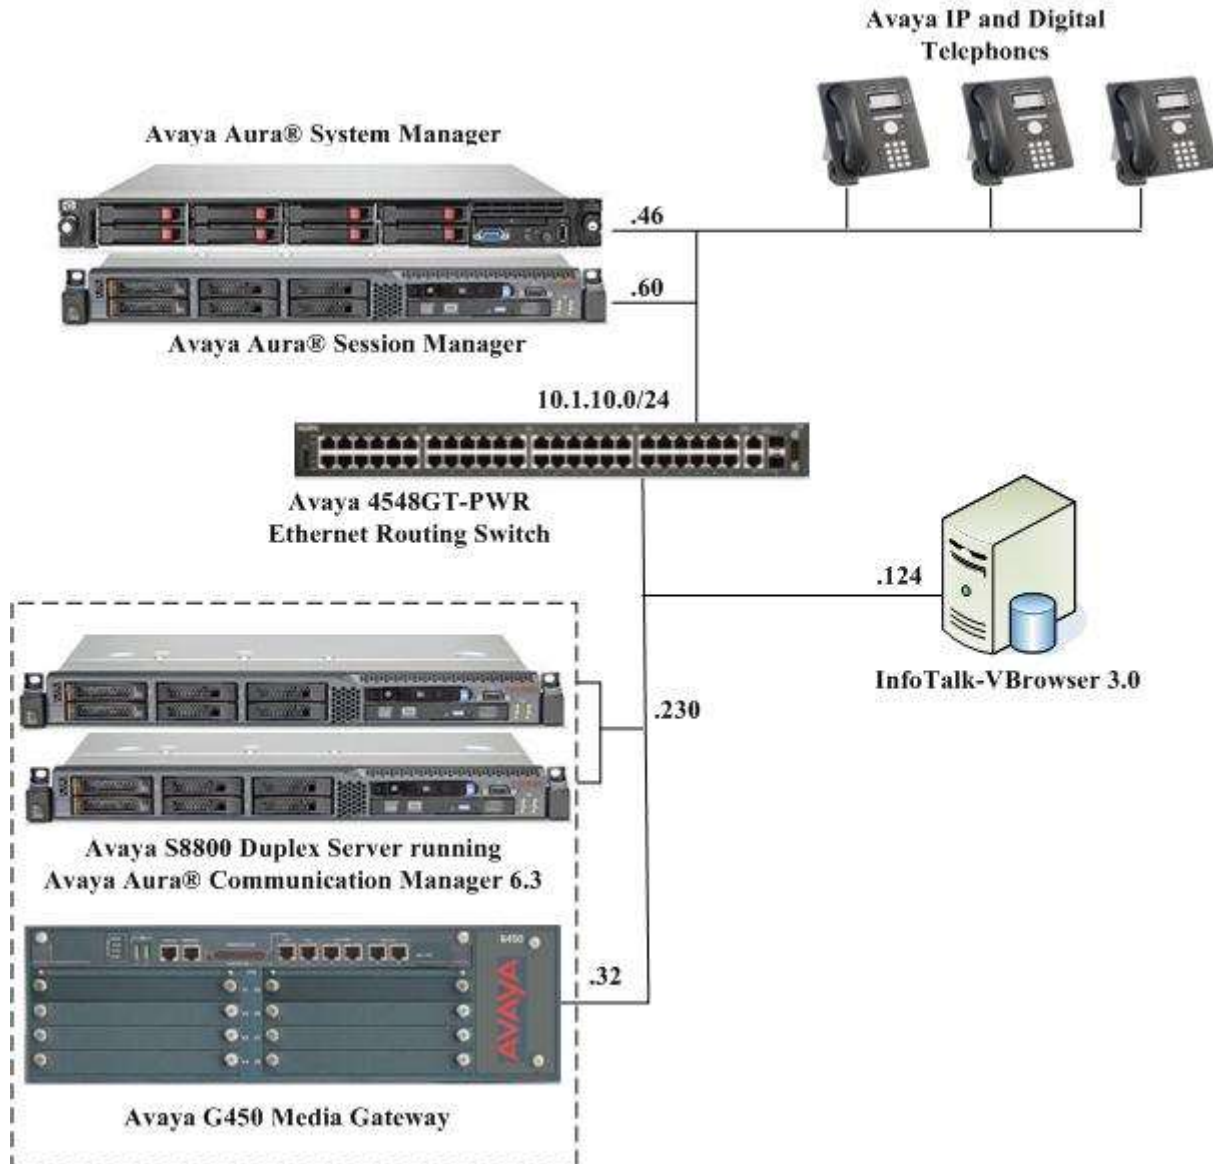 Avaya IP and Digital
Telephones
Avaya Aura® System Manager
.46
.60
Avaya Aura® Session Manager
10.1.10.0/24
Avaya 4548GT-PWR
Ethernet Routing Switch
.124
InfoTalk-VBrowser 3.0
.230
Avaya S8800 Duplex Server running
Avaya Aura® Communication Manager 6.3
G450
AVAYA
.32
Avaya G450 Media Gateway